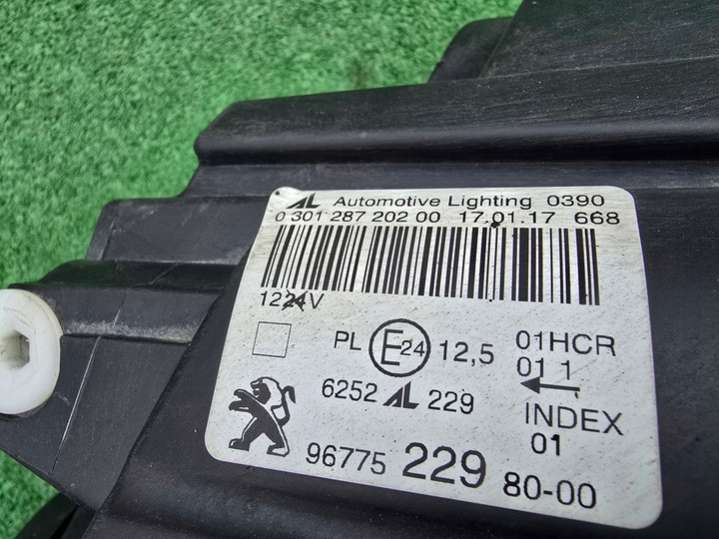 AL Automotive Lighting 0390
0 301 287 202 00 17.01.17 668
1224V
PL E24 12,5 01HCR
01 1
6252 AL 229
INDEX
01
96775 229 80-00